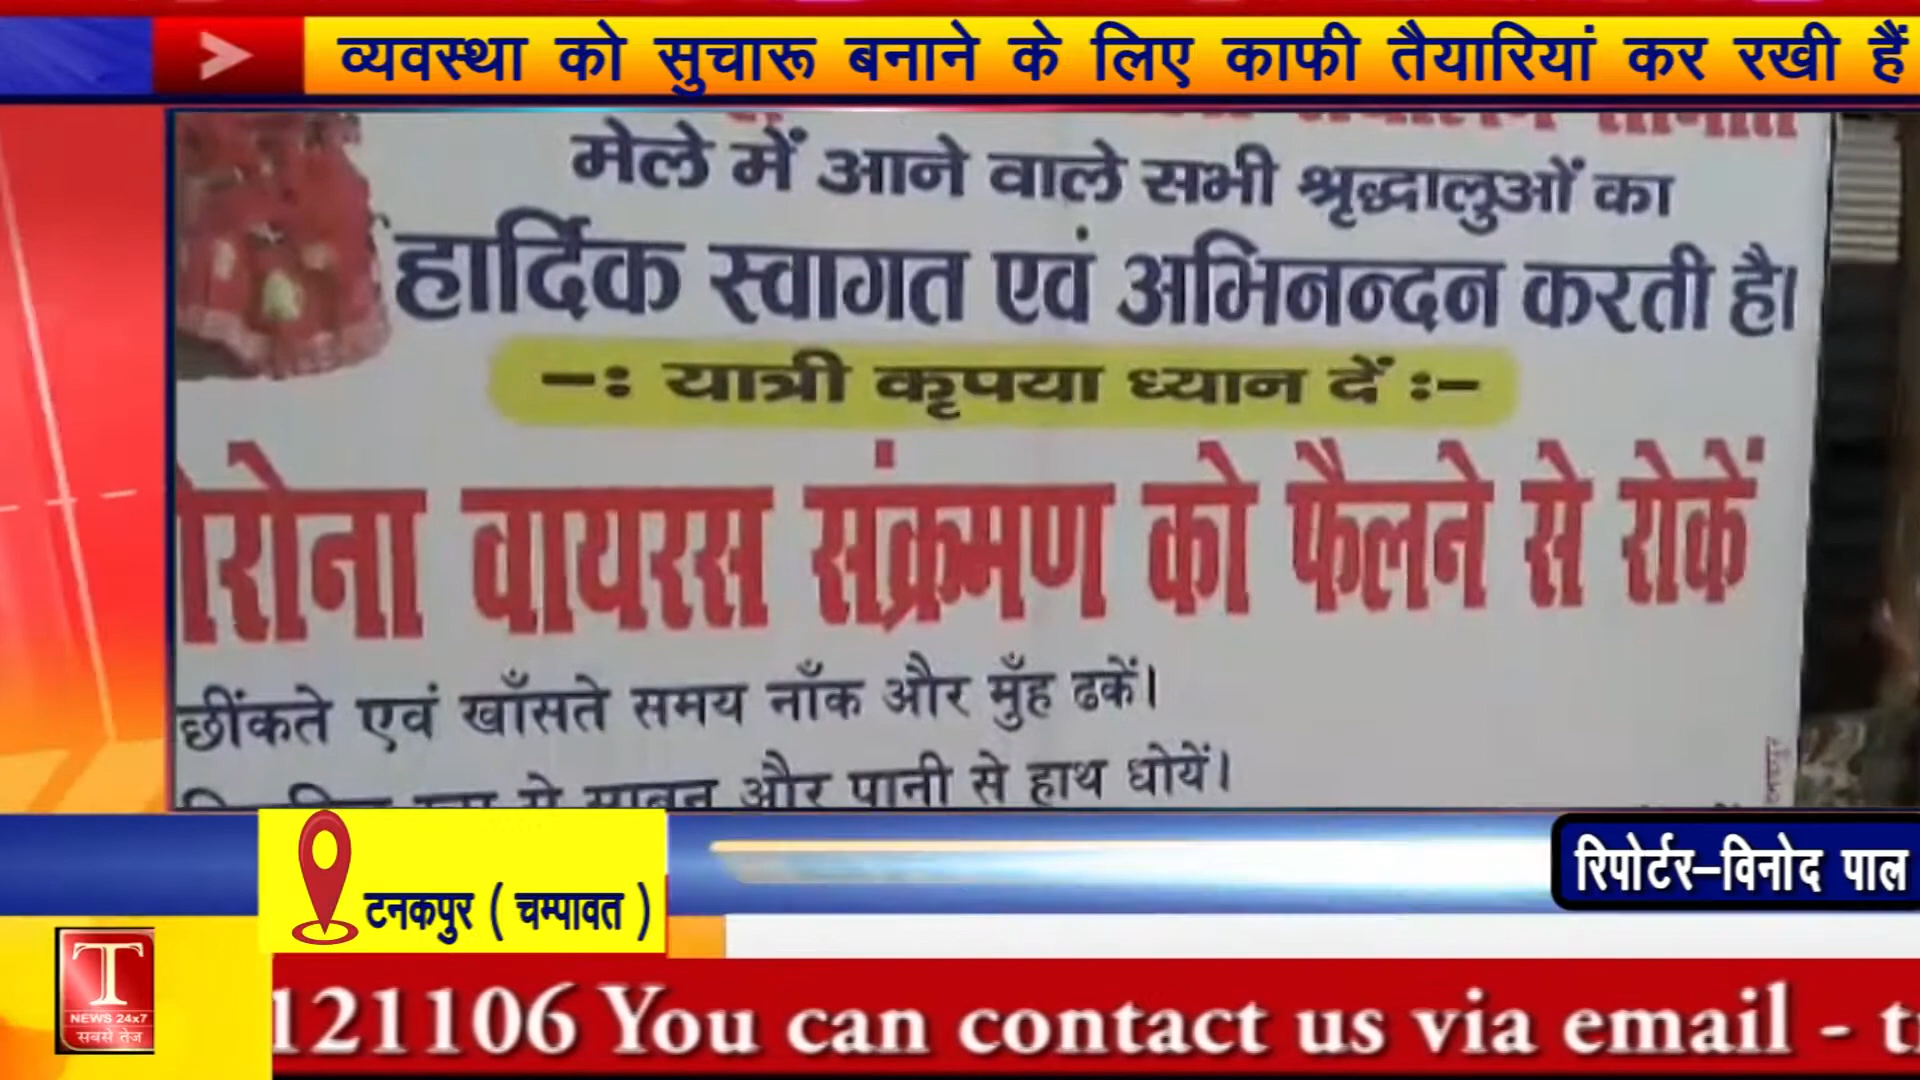 व्यवस्था को सुचारू बनाने के लिए काफी तैयारियां कर रखी हैं
मेले में आने वाले सभी श्रृद्धालुओं का
हार्दिक स्वागत एवं अभिनन्दन करती है।
-: यात्री कृपया ध्यान दें :-
रोना वायरस संक्रमण को फैलने से रोकें
छींकते एवं खाँसते समय नाँक और मुँह ढकें।
साबुन और पानी से हाथ धोयें।
टनकपुर
रिपोर्टर–विनोद पाल
टनकपुर ( चम्पावत )
T
NEWS 24x7
सबसे तेज
121106 You can contact us via email -